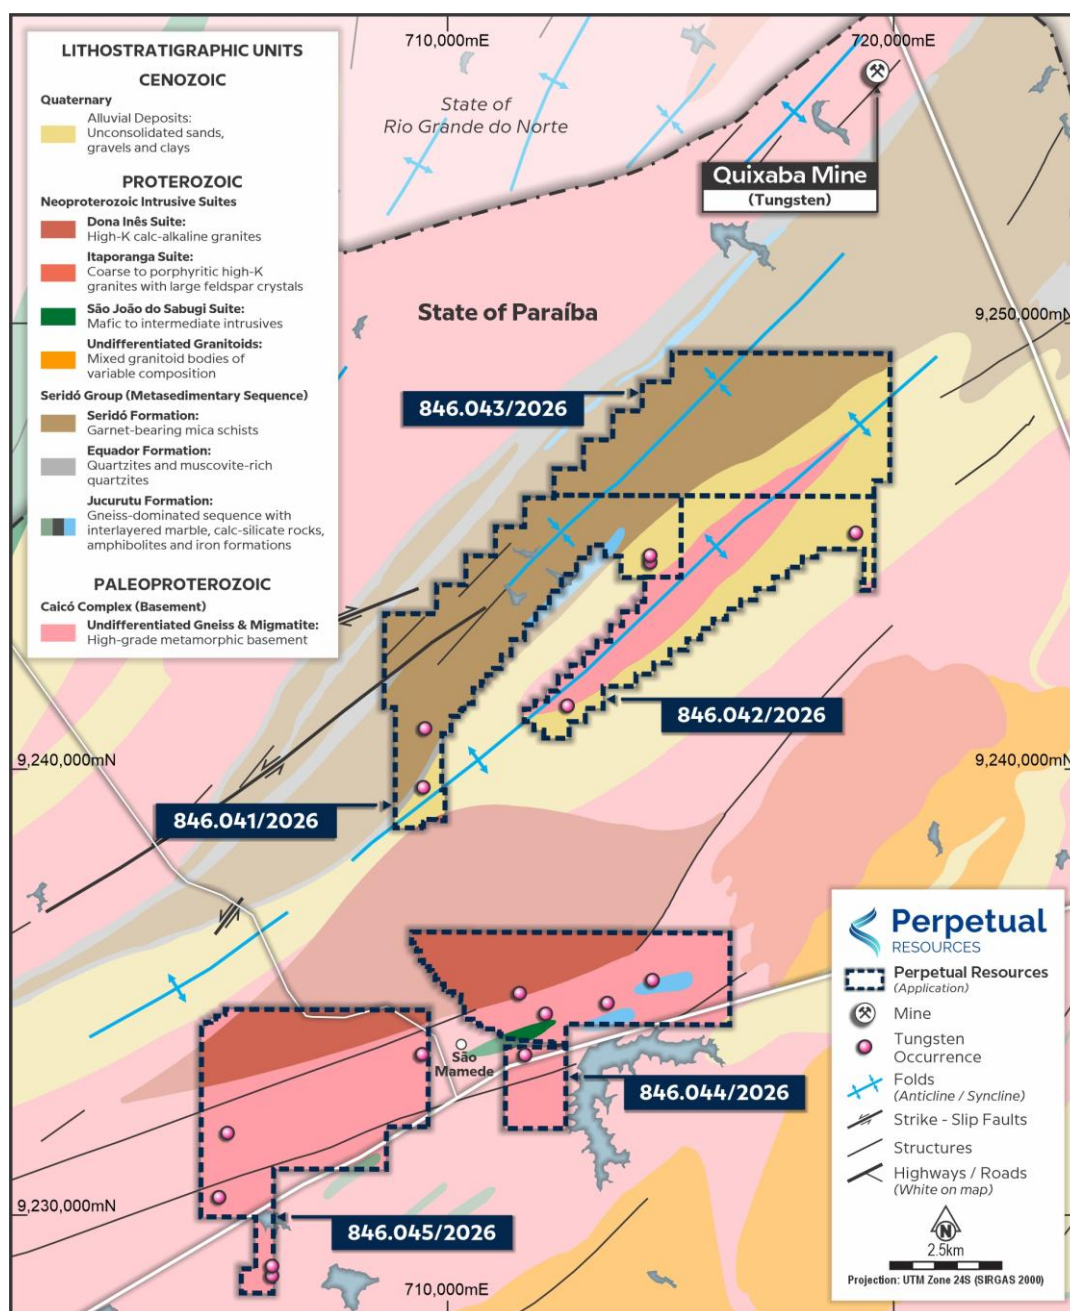 LITHOSTRATIGRAPHIC UNITS
CENOZOIC
Quaternary
Alluvial Deposits:
Unconsolidated sands,
gravels and clays
PROTEROZOIC
Neoproterozoic Intrusive Suites
Dona Inês Suite:
High-K calc-alkaline granites
Itaporanga Suite:
Coarse to porphyritic high-K
granites with large feldspar crystals
São João do Sabugi Suite:
Mafic to intermediate intrusives
Undifferentiated Granitoids:
Mixed granitoid bodies of
variable composition
Seridó Group (Metasedimentary Sequence)
Seridó Formation:
Garnet-bearing mica schists
Equador Formation:
Quartzites and muscovite-rich
quartzites
Jucurutu Formation:
Gneiss-dominated sequence with
interlayered marble, calc-silicate rocks,
amphibolites and iron formations
PALEOPROTEROZOIC
Caicó Complex (Basement)
Undifferentiated Gneiss & Migmatite:
High-grade metamorphic basement
710,000mE
720,000mE
State of
Rio Grande do Norte
Quixaba Mine
(Tungsten)
State of Paraíba
9,250,000mN
846.043/2026
846.042/2026
9,240,000mN
9,240,000mN
846.041/2026
São
Mamede
846.044/2026
9,230,000mN
846.045/2026
710,000mE
Perpetual
RESOURCES
Perpetual Resources
(Application)
Mine
Tungsten
Occurrence
Folds
(Anticline / Syncline)
Strike - Slip Faults
Structures
Highways / Roads
(White on map)
N
2.5km
Projection: UTM Zone 24S (SIRGAS 2000)